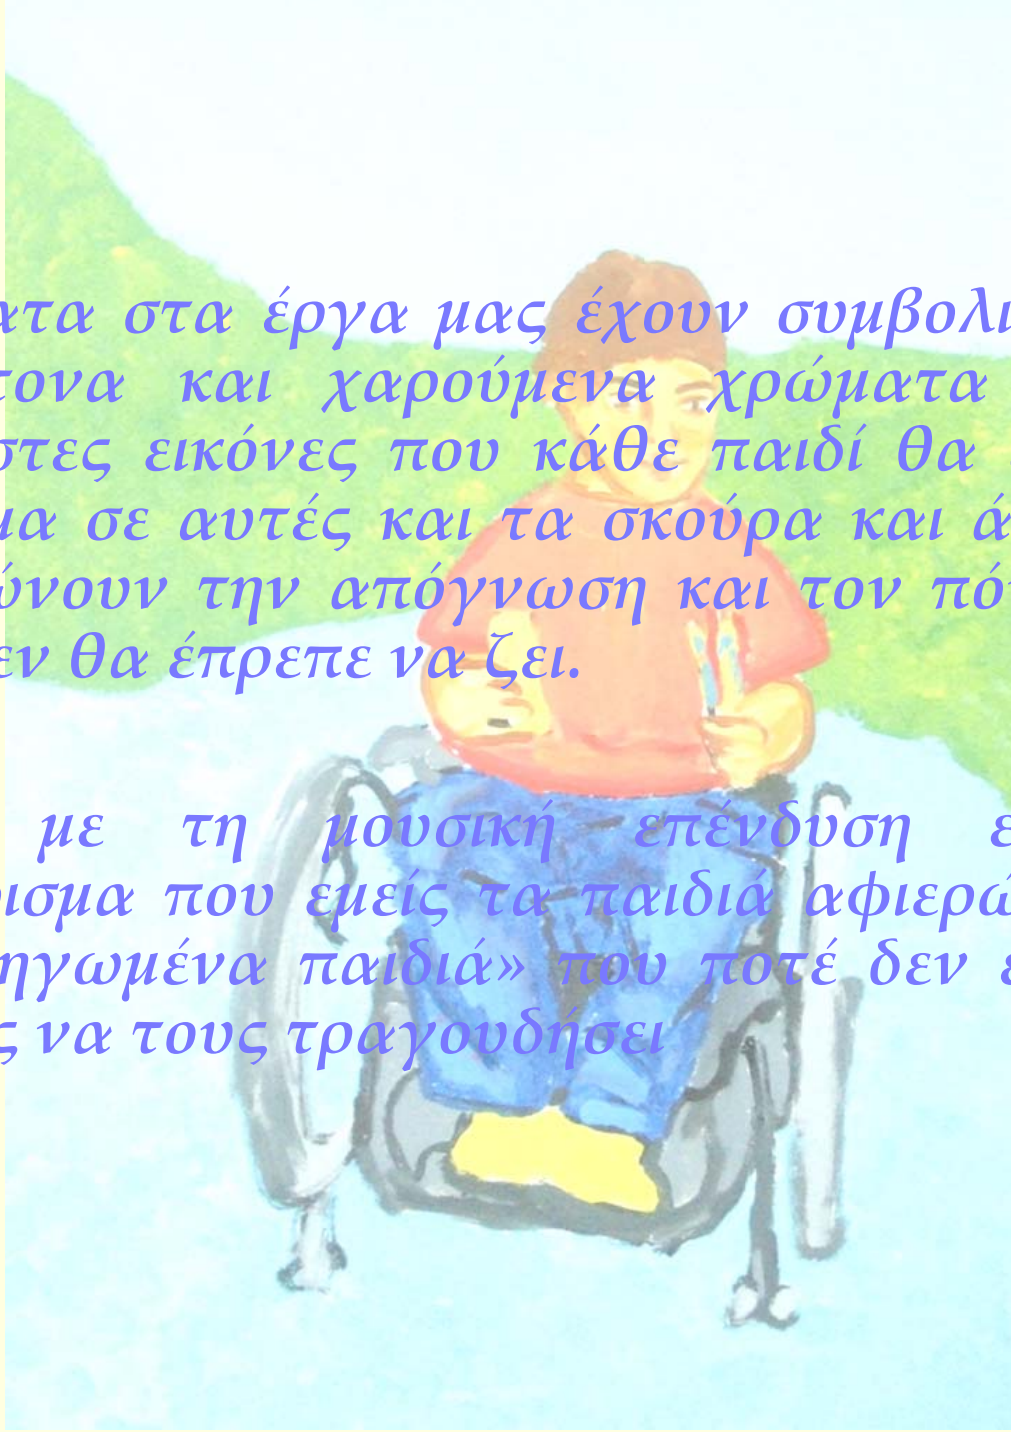 ατα στα έργα μας έχουν συμβολι
τονα και χαρούμενα χρώματα
στες εικόνες που κάθε παιδί θα
μα σε αυτές και τα σκούρα και ά
ώνουν την απόγνωση και τον πό
εν θα έπρεπε να ζει.
με τη μουσική επένδυση ε
ρισμα που εμείς τα παιδιά αφιερώ
ηγωμένα παιδιά» που ποτέ δεν ε
ς να τους τραγουδήσει